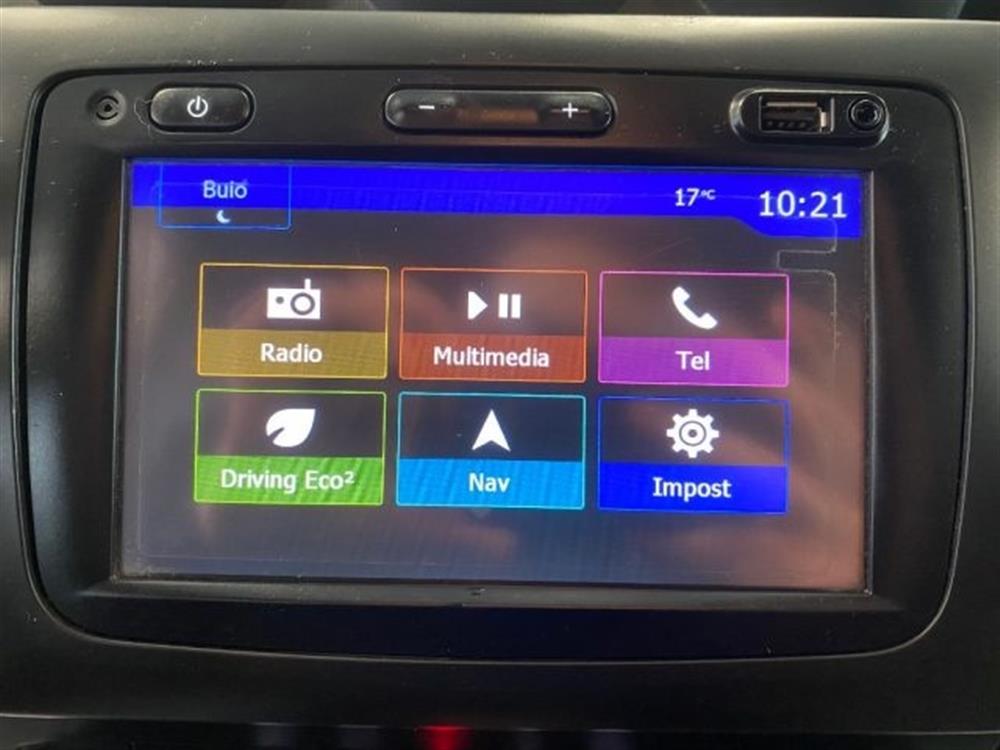 Buio
17°C
10:21
Radio
Multimedia
Tel
Driving Eco²
Nav
Impost